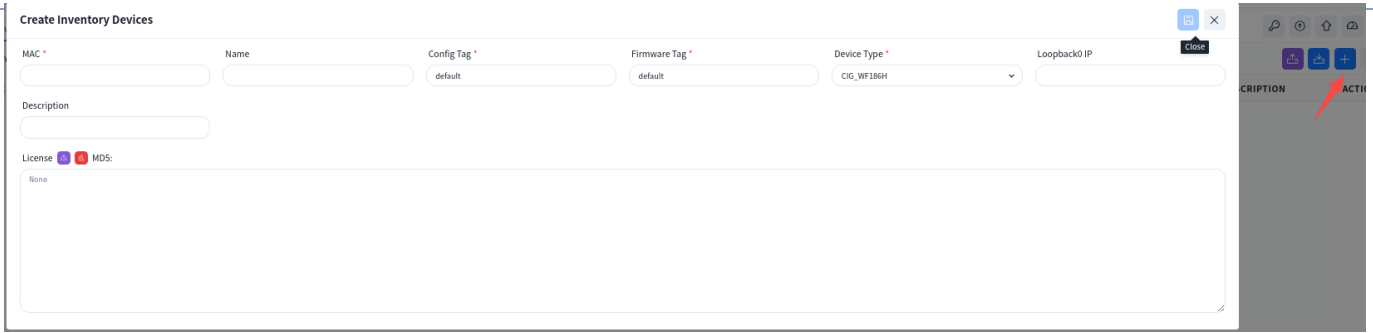 Create Inventory Devices
Close
MAC * Name Config Tag * Firmware Tag * Device Type * Loopback0 IP
default default CIG_WF186H
Description
License MD5:
None
CRIPTION ACTIO